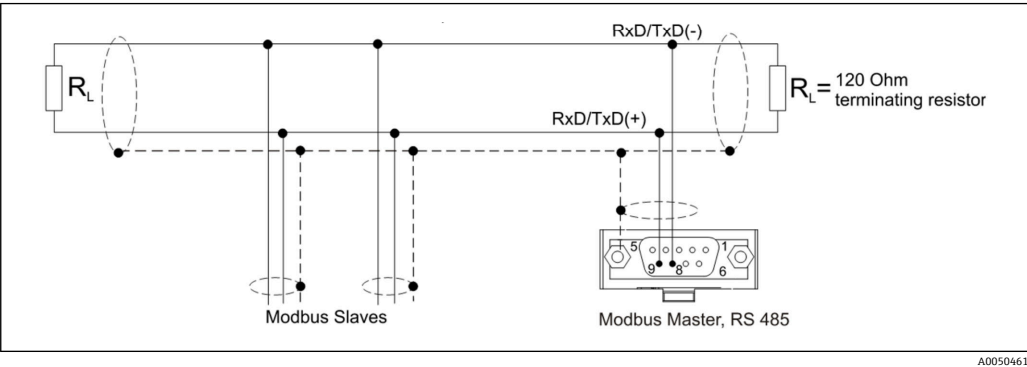 RxD/TxD(-)
RL
RL= 120 Ohm
terminating resistor
RxD/TxD(+)
5
1
9
8
6
Modbus Slaves
Modbus Master, RS 485
A0050461